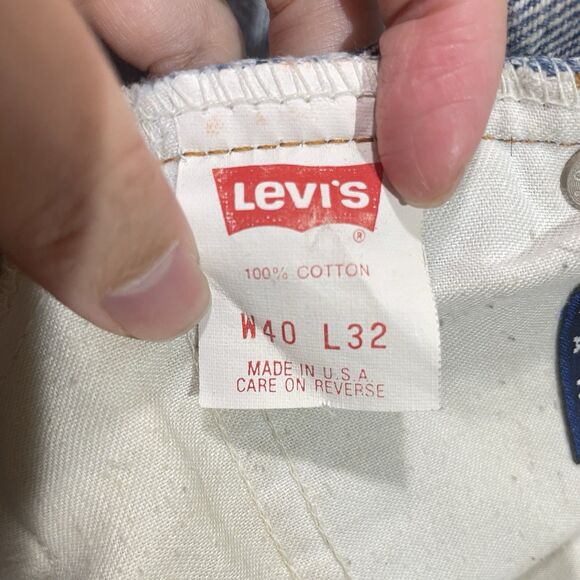 Levi's
®
100% COTTON
W40 L32
MADE IN U.S.A.
CARE ON REVERSE